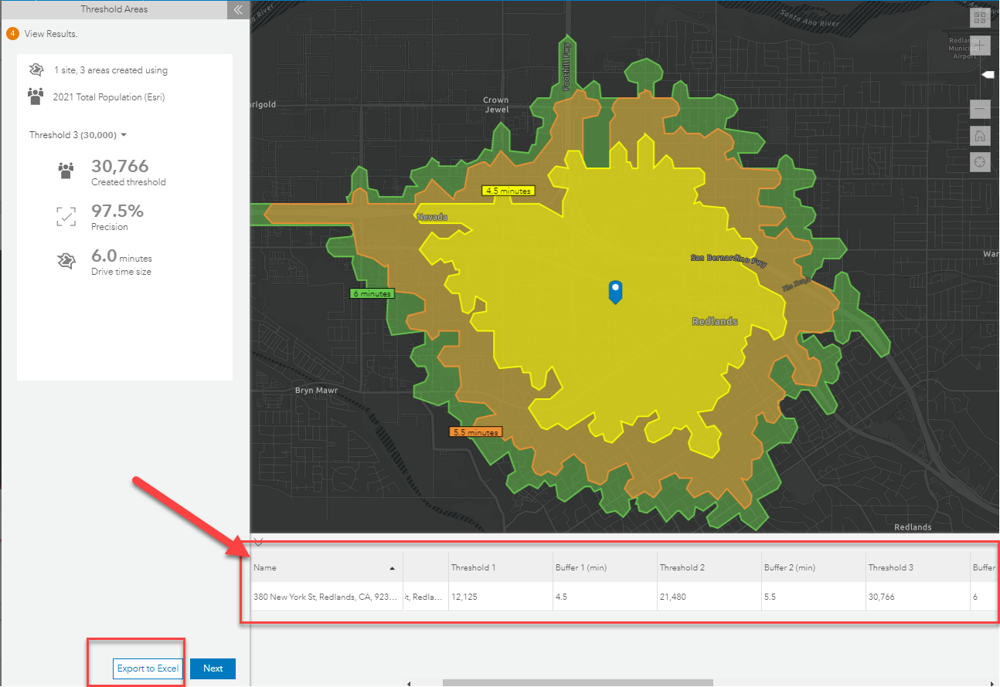 Threshold Areas
4 View Results.
1 site, 3 areas created using
2021 Total Population (Esri)
Threshold 3 (30,000)
30,766
Created threshold
97.5%
Precision
6.0 minutes
Drive time size
Export to Excel
Next
River
Santa Ana River
Redlands
Municipal
Airport
Foothill Fwy
Crown
Jewel
arigold
4.5 minutes
Nevada
San Bernardino Fwy
War
6 minutes
Redlands
Bryn Mawr
5.5 minutes
Redlands
Name Threshold 1 Buffer 1 (min) Threshold 2 Buffer 2 (min) Threshold 3 Buffer
380 New York St, Redlands, CA, 923... t, Redla... 12,125 4.5 21,480 5.5 30,766 6